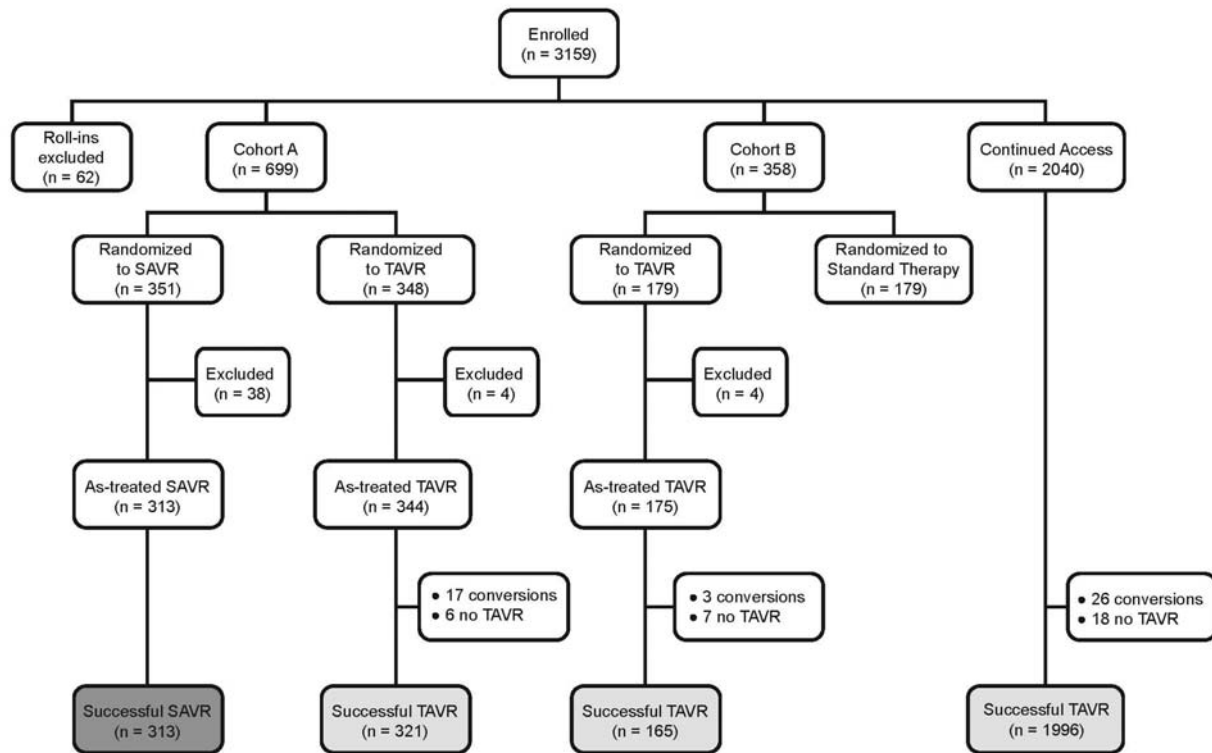 Enrolled
(n = 3159)
Roll-ins
excluded
(n = 62)
Cohort A
(n = 699)
Cohort B
(n = 358)
Continued Access
(n = 2040)
Randomized
to SAVR
(n = 351)
Randomized
to TAVR
(n = 348)
Randomized
to TAVR
(n = 179)
Randomized to
Standard Therapy
(n = 179)
Excluded
(n = 38)
Excluded
(n = 4)
Excluded
(n = 4)
As-treated SAVR
(n = 313)
As-treated TAVR
(n = 344)
As-treated TAVR
(n = 175)
• 17 conversions
• 6 no TAVR
• 3 conversions
• 7 no TAVR
• 26 conversions
• 18 no TAVR
Successful SAVR
(n = 313)
Successful TAVR
(n = 321)
Successful TAVR
(n = 165)
Successful TAVR
(n = 1996)